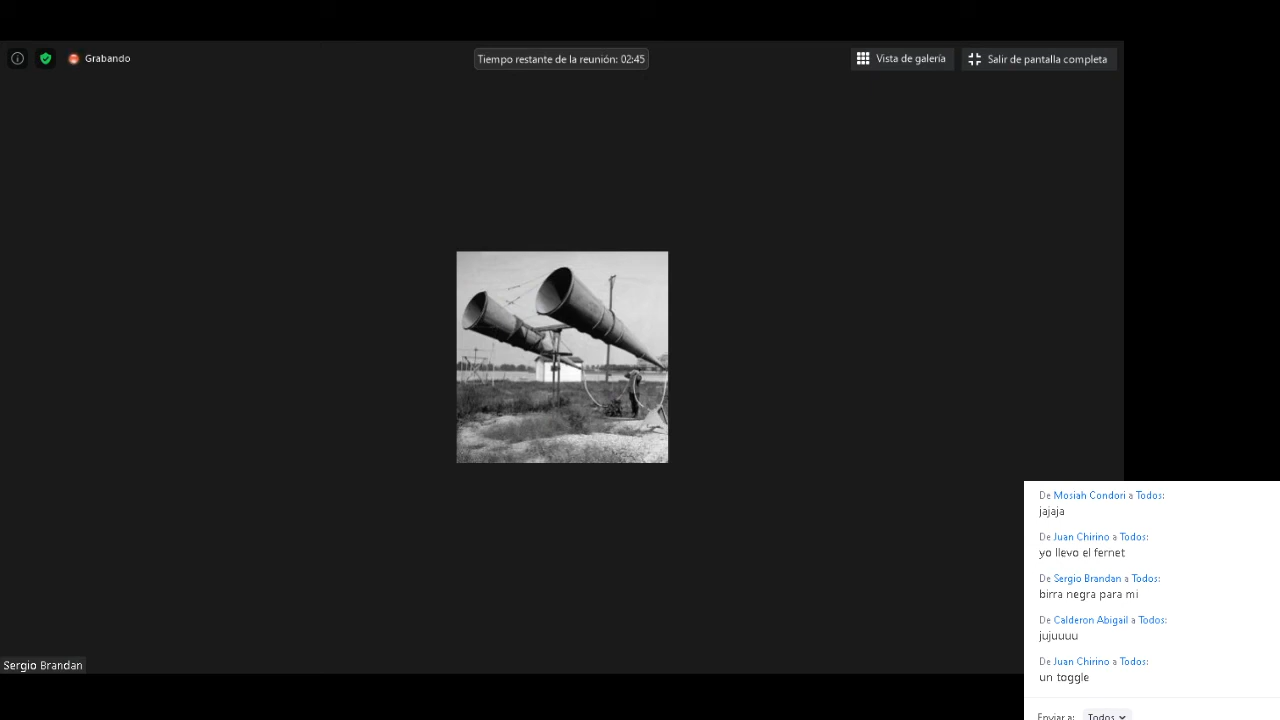 Grabando
Tiempo restante de la reunión: 02:45
Vista de galería
Salir de pantalla completa
De Mosiah Condori a Todos:
jajaja
De Juan Chirino a Todos:
yo llevo el fernet
De Sergio Brandan a Todos:
birra negra para mi
De Calderon Abigail a Todos:
jujuuuu
De Juan Chirino a Todos:
un toggle
Sergio Brandan
Enviar a: Todos